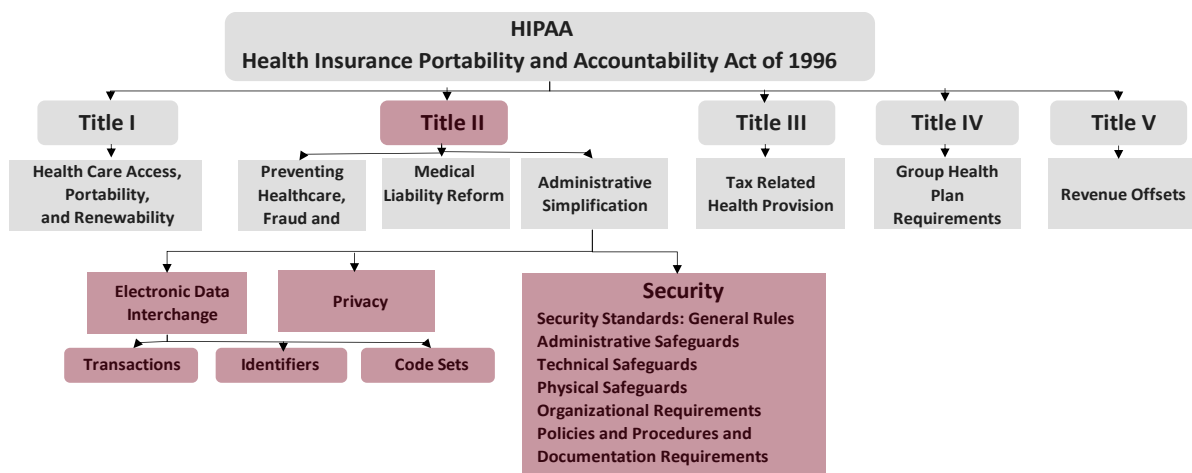 HIPAA
Health Insurance Portability and Accountability Act of 1996
Title I
Title II
Title III
Title IV
Title V
Health Care Access,
Portability,
and Renewability
Preventing
Healthcare,
Fraud and
Medical
Liability Reform
Administrative
Simplification
Tax Related
Health Provision
Group Health
Plan
Requirements
Revenue Offsets
Electronic Data
Interchange
Privacy
Security
Security Standards: General Rules
Administrative Safeguards
Technical Safeguards
Physical Safeguards
Organizational Requirements
Policies and Procedures and
Documentation Requirements
Transactions
Identifiers
Code Sets